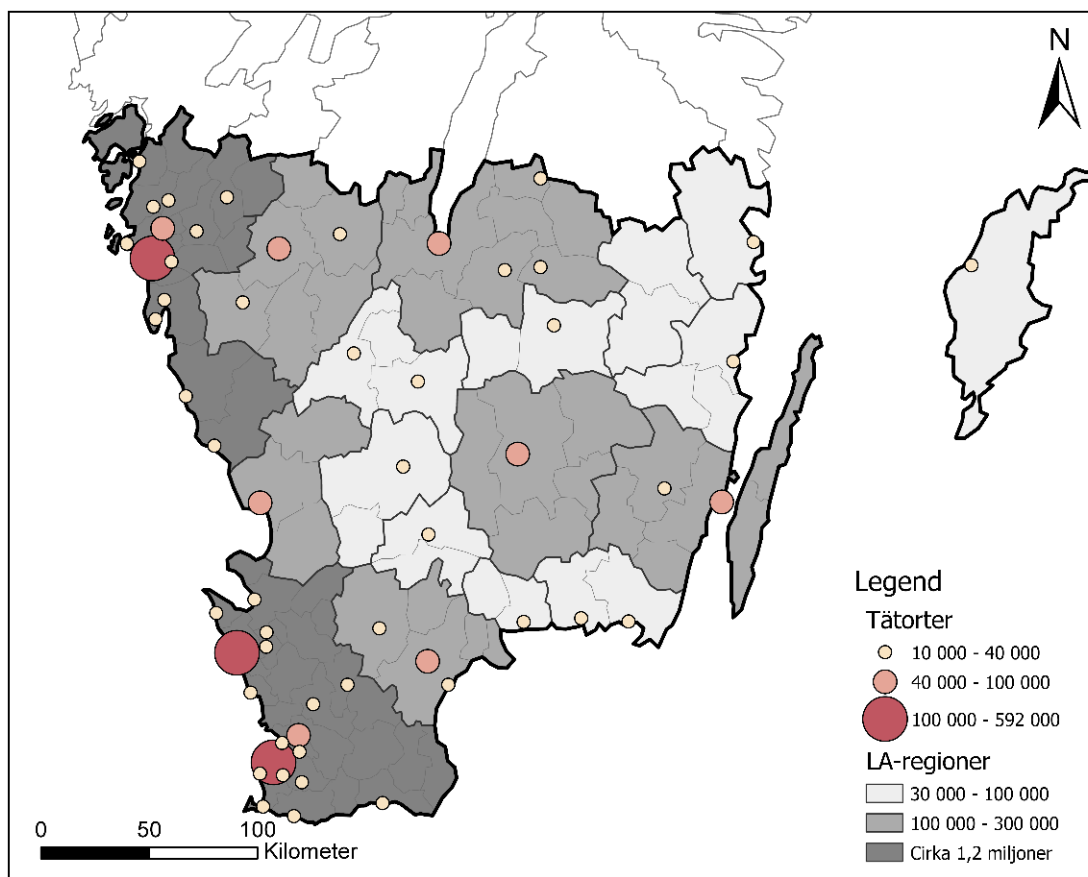 N
Legend
Tätorter
10 000 - 40 000
40 000 - 100 000
100 000 - 592 000
LA-regioner
30 000 - 100 000
100 000 - 300 000
Cirka 1,2 miljoner
0 50 100
Kilometer